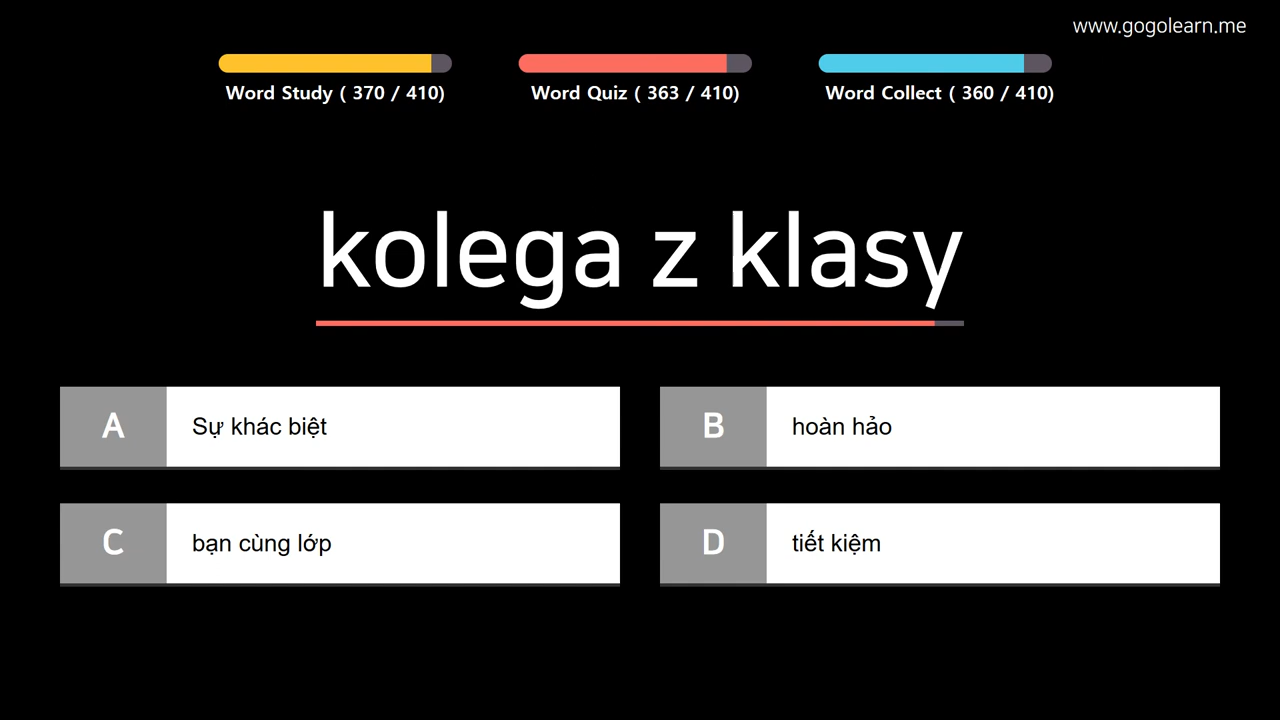 www.gogolearn.me
Word Study ( 370 / 410)
Word Quiz ( 363 / 410)
Word Collect ( 360 / 410)
kolega z klasy
A
Sự khác biệt
B
hoàn hảo
C
bạn cùng lớp
D
tiết kiệm